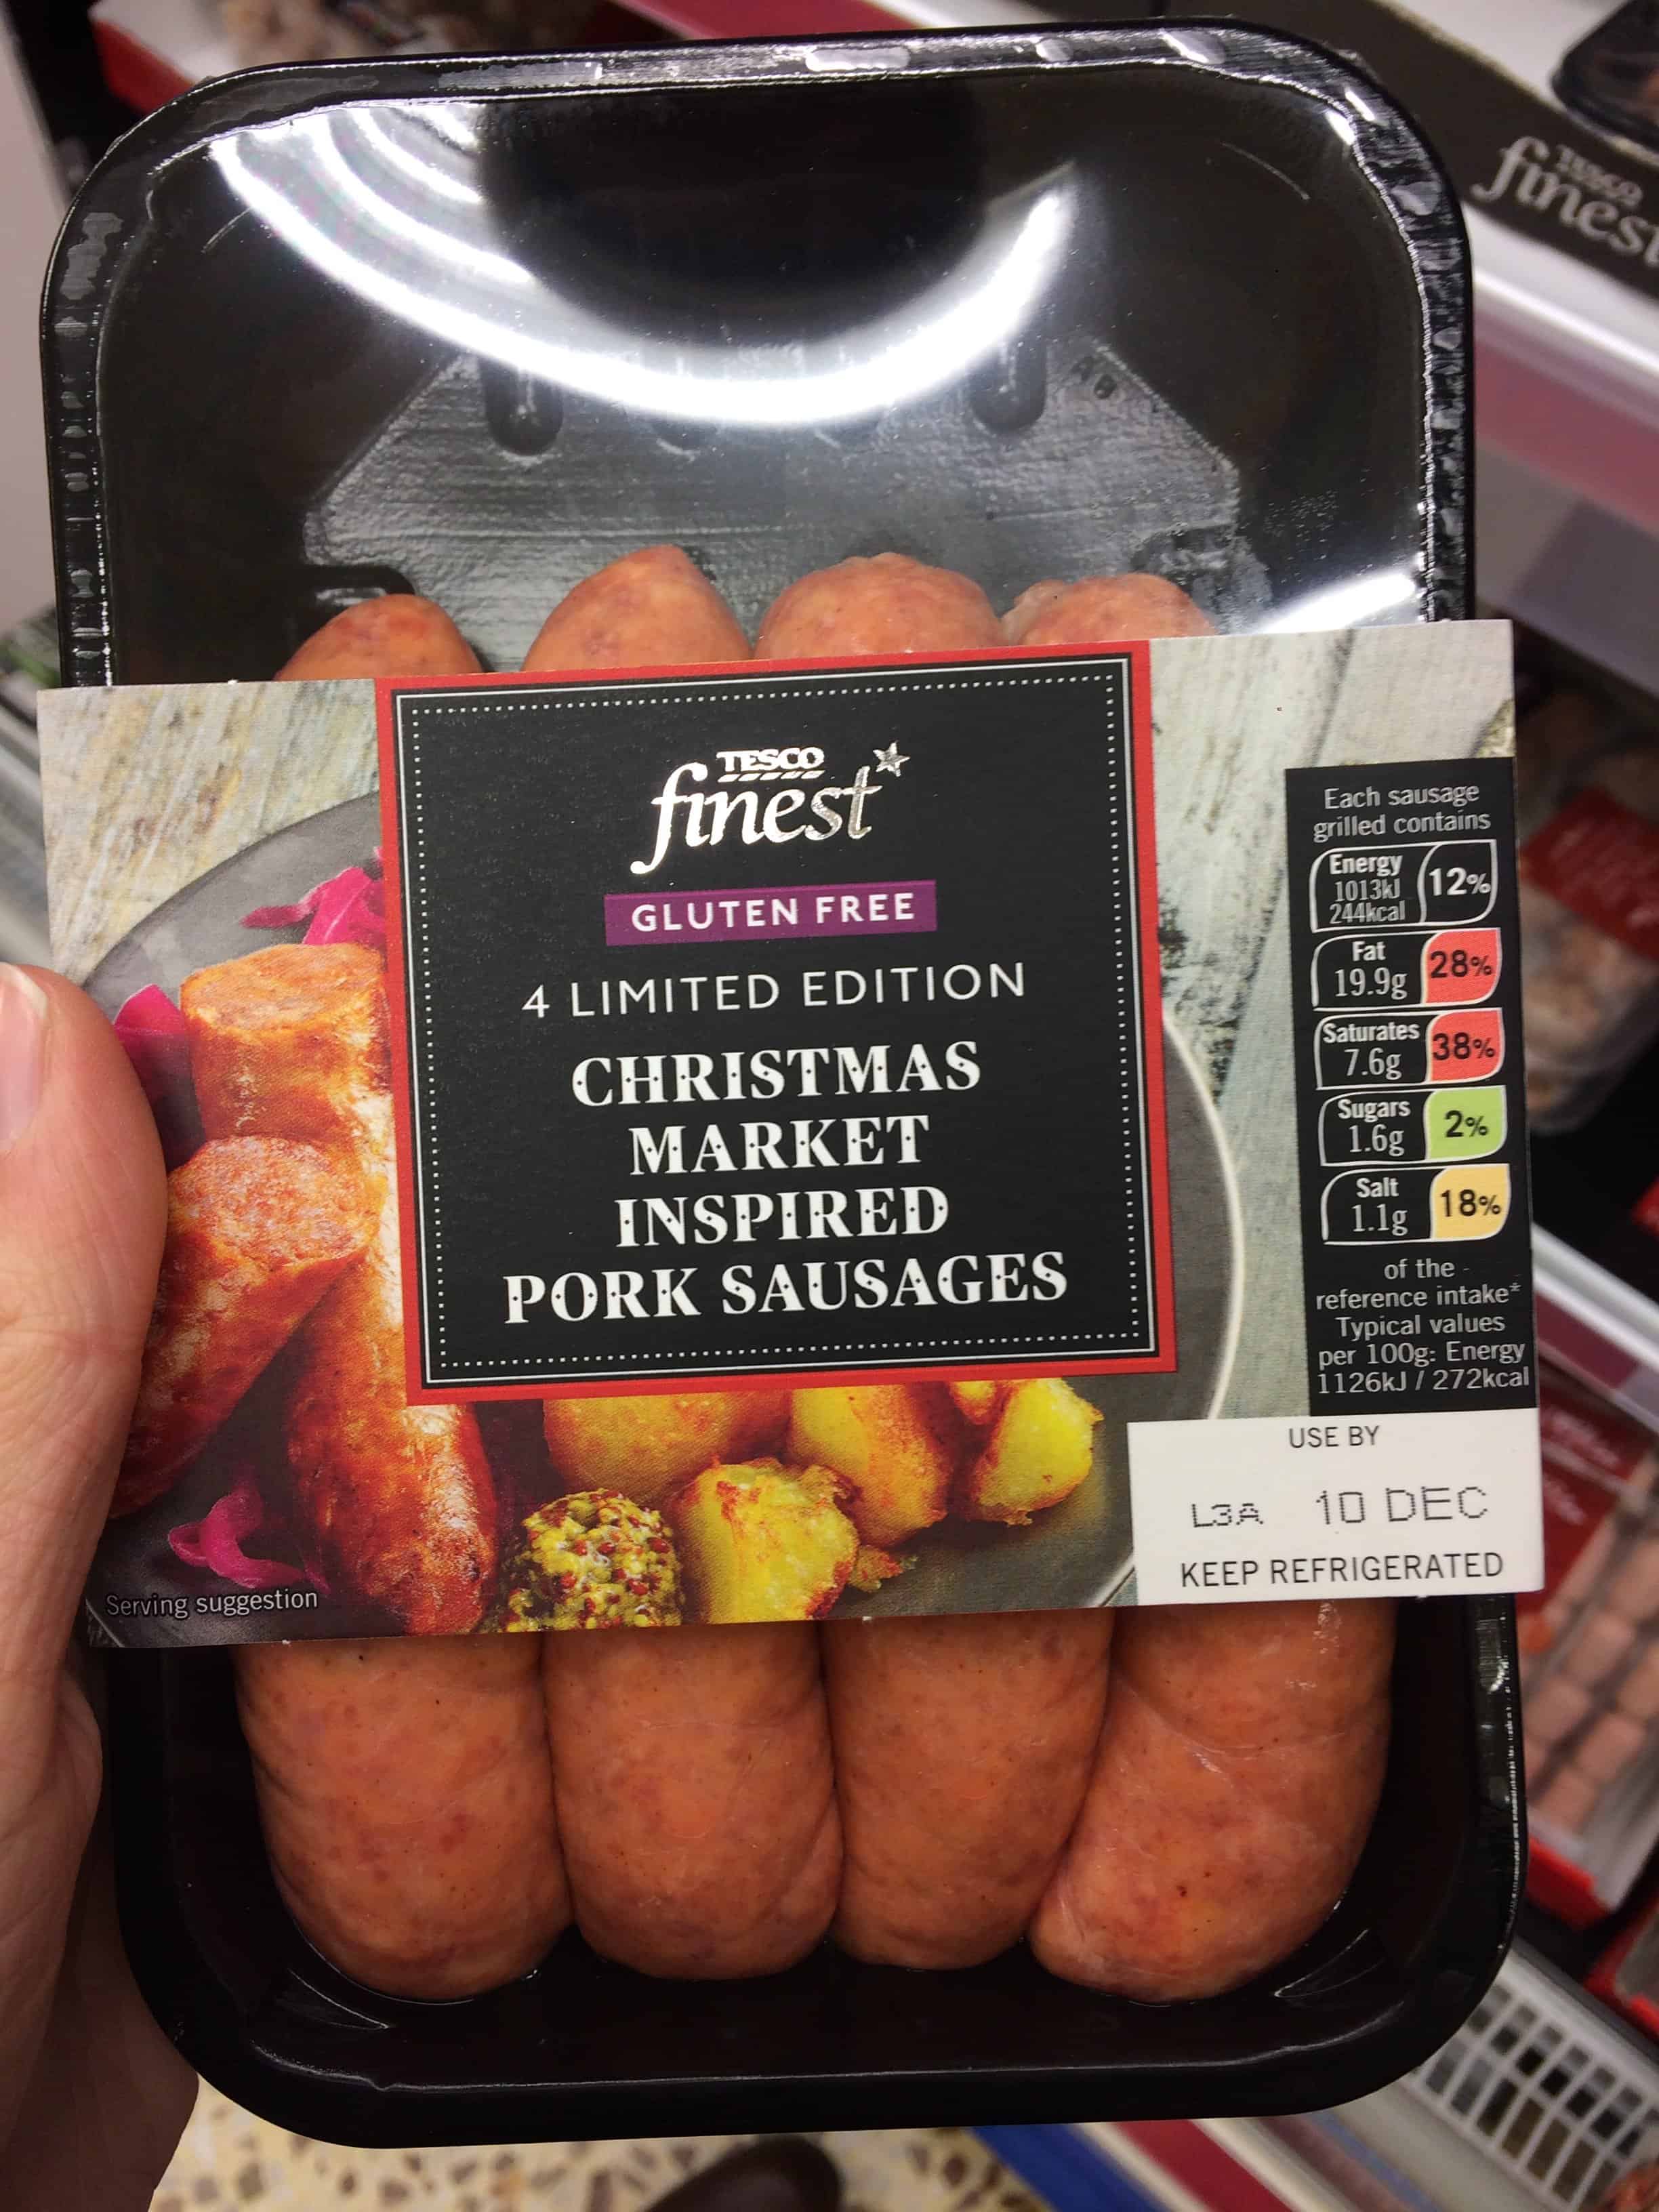 TESCO
finest
TESCO
finest
GLUTEN FREE
4 LIMITED EDITION
CHRISTMAS
MARKET
INSPIRED
PORK SAUSAGES
Serving suggestion
Each sausage
grilled contains
Energy
1013kJ
244kcal
12%
Fat
19.9g
28%
Saturates
7.6g
38%
Sugars
1.6g
2%
Salt
1.1g
18%
of the
reference intake*
Typical values
per 100g: Energy
1126kJ / 272kcal
USE BY
L3A 10 DEC
KEEP REFRIGERATED
AB